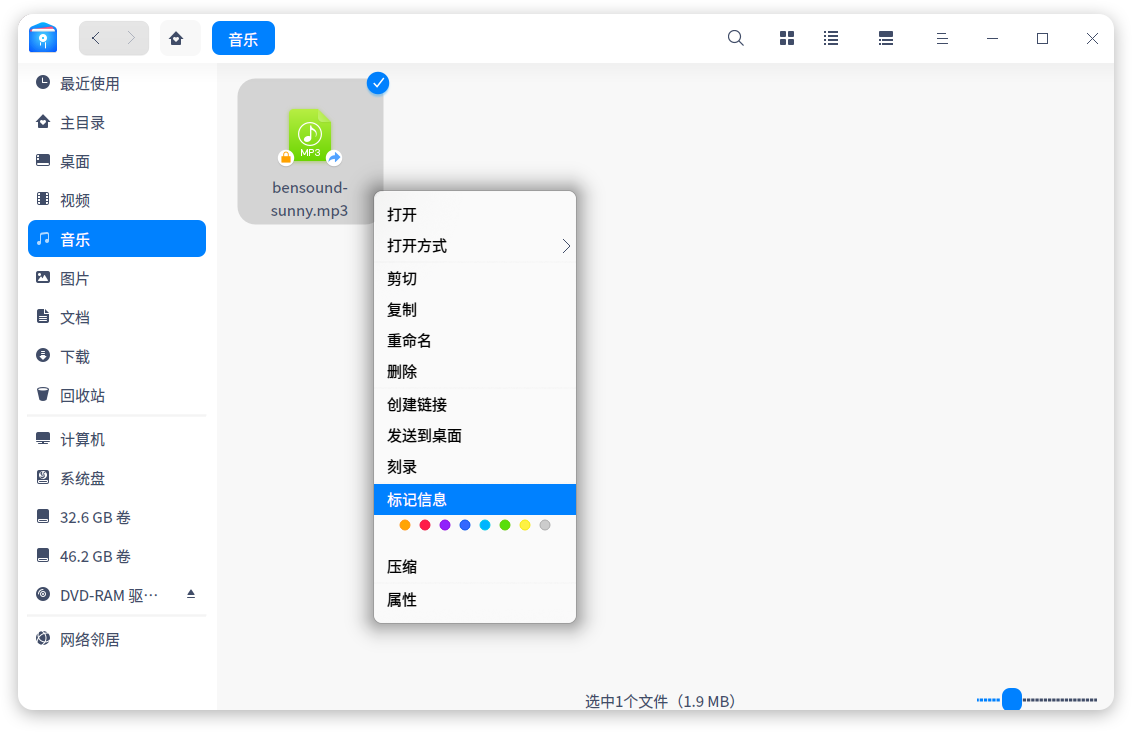 音乐
最近使用
主目录
桌面
视频
音乐
图片
文档
下载
回收站
计算机
系统盘
32.6 GB 卷
46.2 GB 卷
DVD-RAM 驱···
网络邻居
MP3
bensound-
sunny.mp3
打开
打开方式
剪切
复制
重命名
删除
创建链接
发送到桌面
刻录
标记信息
压缩
属性
选中1个文件（1.9 MB）